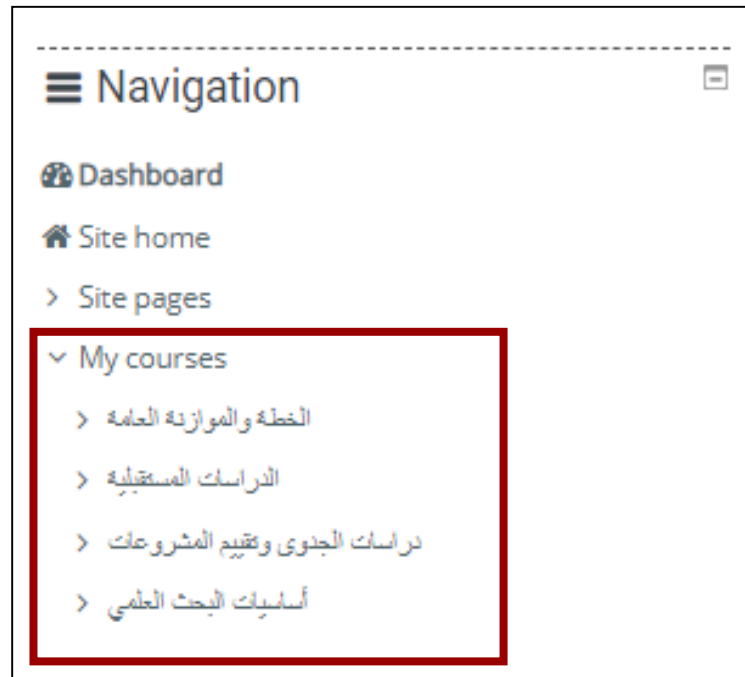 Navigation
Dashboard
Site home
Site pages
My courses
الخطة والموازنة العامة
الدراسات المستقبلية
دراسات الجدوى وتقييم المشروعات
أساسيات البحث العلمي